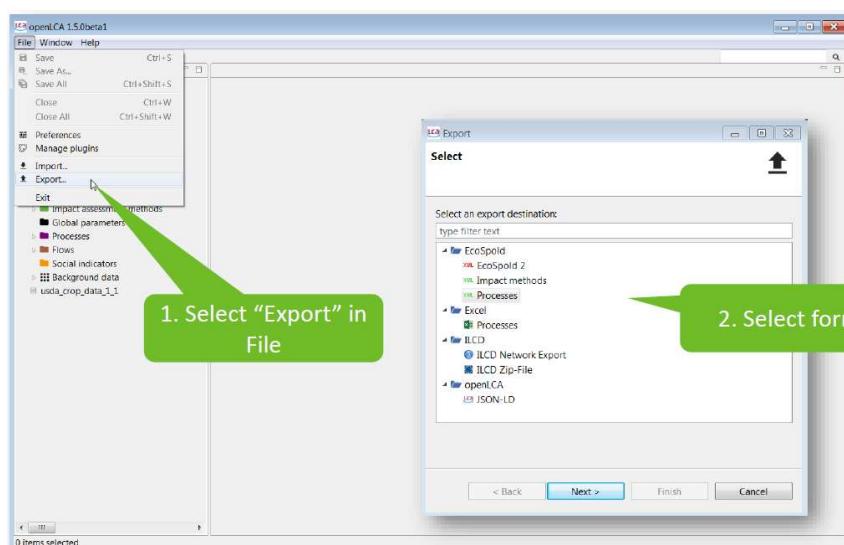 openLCA 1.5.0beta1
File Window Help
Save Ctrl+S
Save As...
Save All Ctrl+Shift+S
Close Ctrl+W
Close All Ctrl+Shift+W
Preferences
Manage plugins
Import...
Export...
Exit
Impact assessment methods
Global parameters
Processes
Flows
Social indicators
Background data
usda_crop_data_1_1
0 items selected
1. Select “Export” in
File
Export
Select
Select an export destination:
type filter text
EcoSpold
EcoSpold 2
Impact methods
Processes
Excel
Processes
ILCD
ILCD Network Export
ILCD Zip-File
openLCA
JSON-LD
< Back Next > Finish Cancel
2. Select for